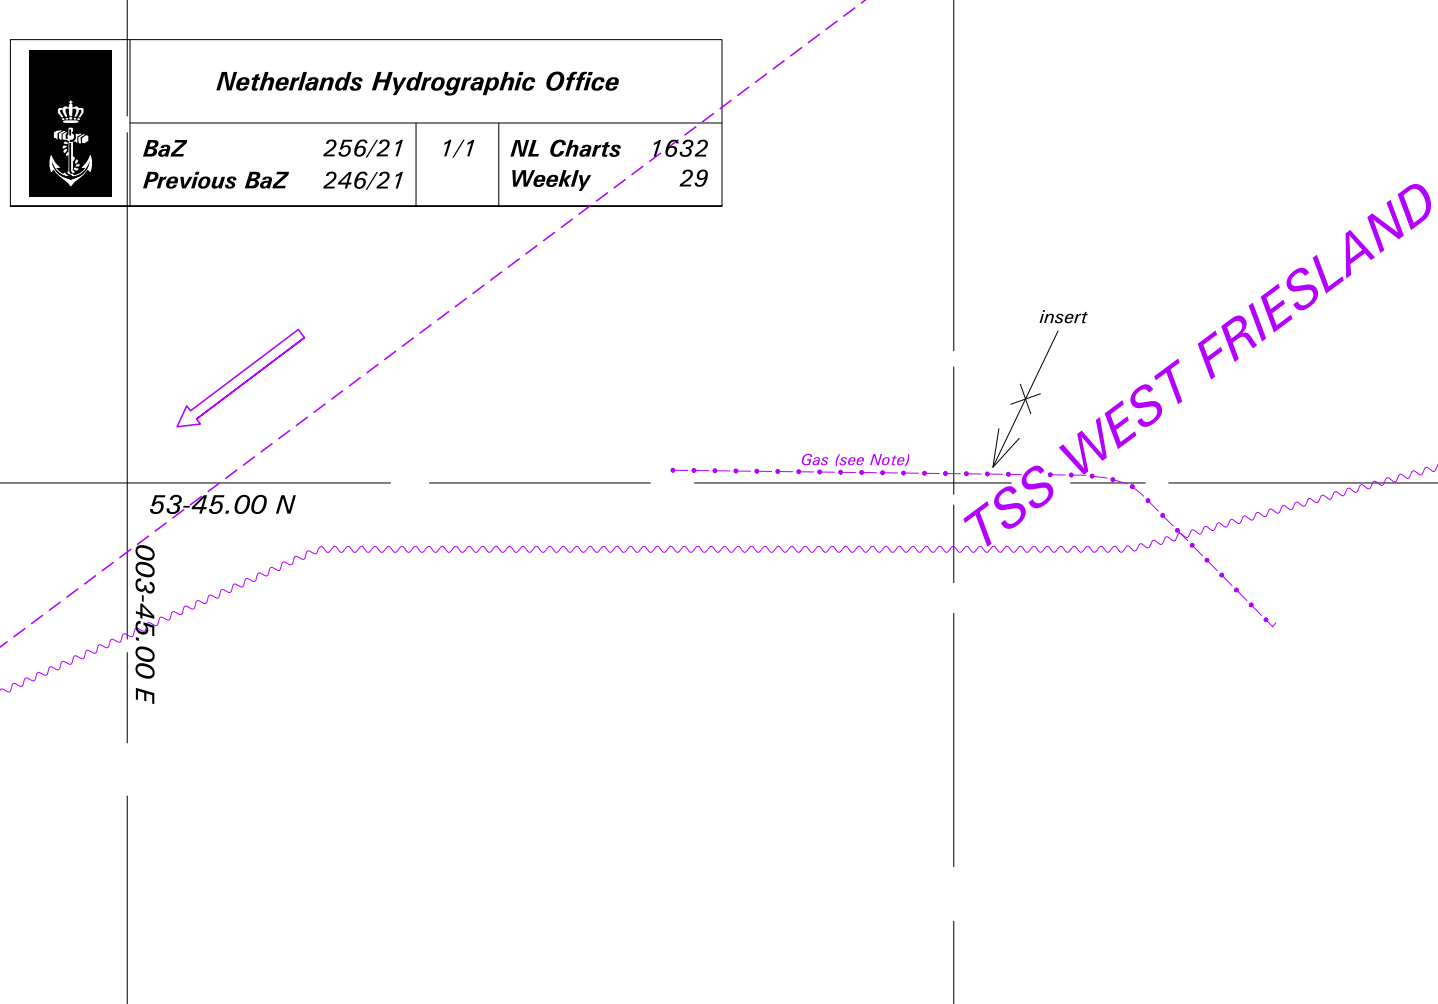 Netherlands Hydrographic Office
BaZ 256/21 1/1 NL Charts 1632
Previous BaZ 246/21 Weekly 29
TSS WEST FRIESLAND
insert
Gas (see Note)
53-45.00 N
003-45.00 E